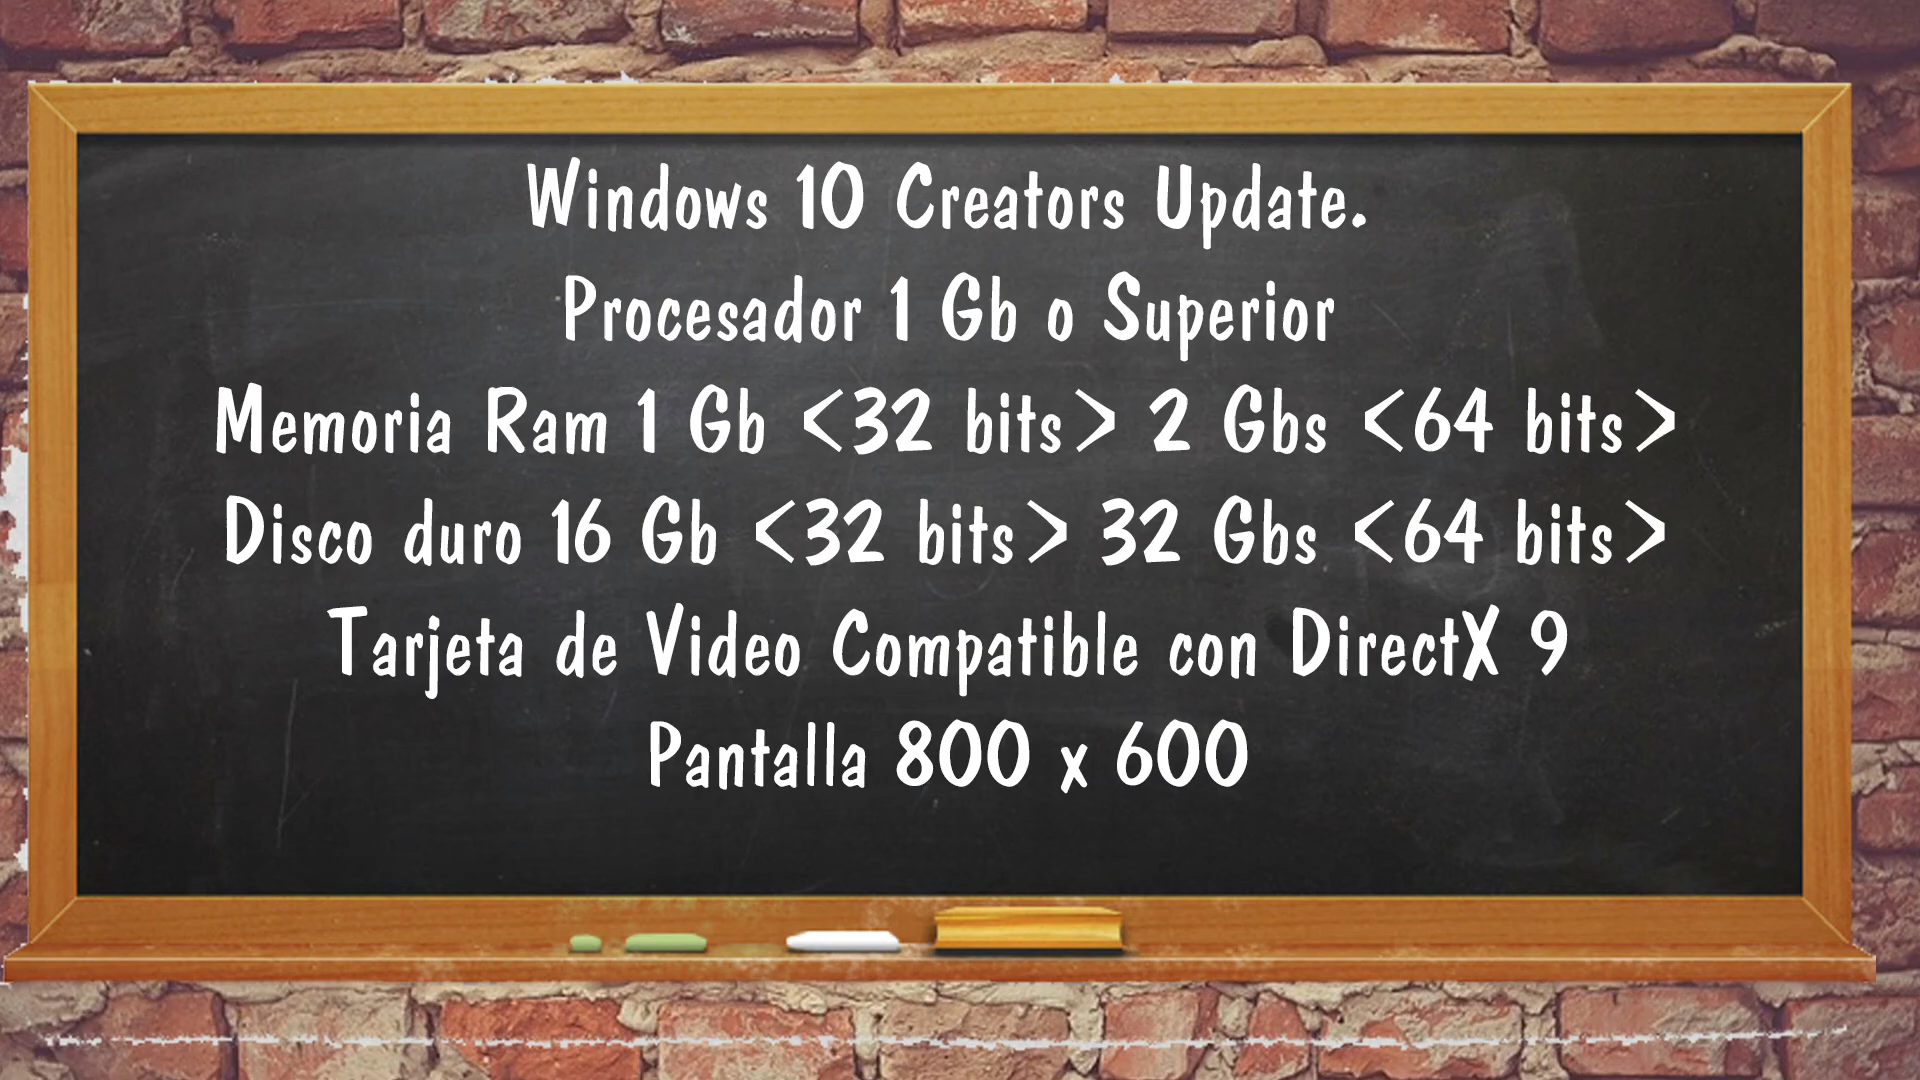 Windows 10 Creators Update.
Procesador 1 Gb o Superior
Memoria Ram 1 Gb <32 bits> 2 Gbs <64 bits>
Disco duro 16 Gb <32 bits> 32 Gbs <64 bits>
Tarjeta de Video Compatible con DirectX 9
Pantalla 800 x 600